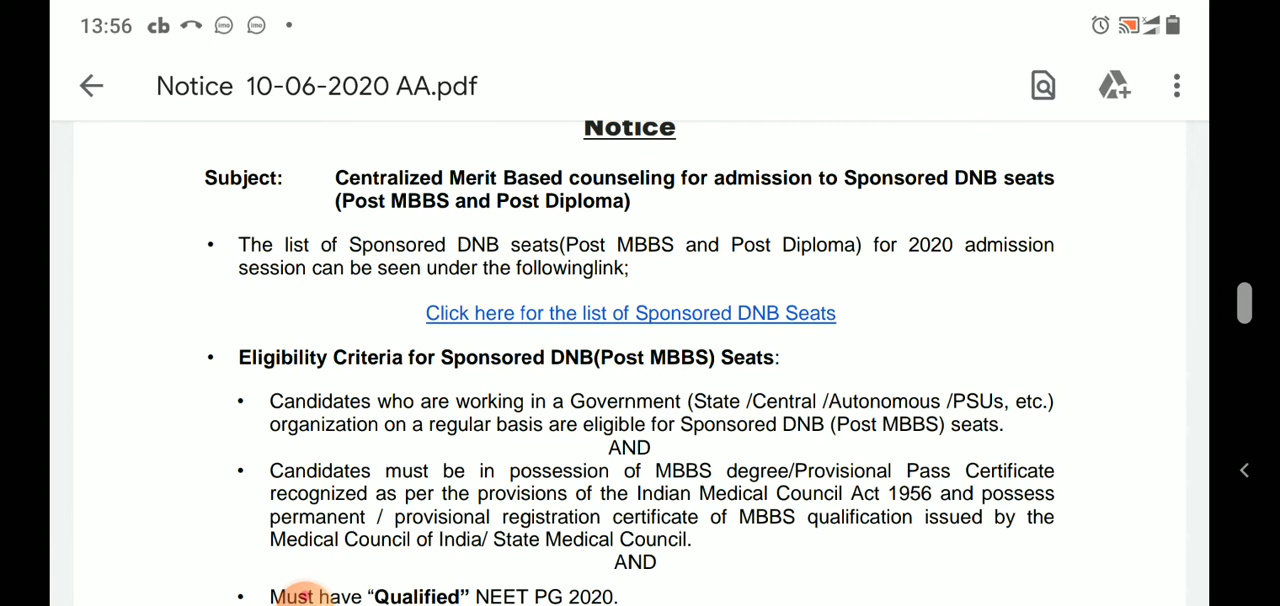 13:56 cb imo imo
Notice 10-06-2020 AA.pdf
Notice
Subject: Centralized Merit Based counseling for admission to Sponsored DNB seats
(Post MBBS and Post Diploma)
• The list of Sponsored DNB seats(Post MBBS and Post Diploma) for 2020 admission
session can be seen under the followinglink;
Click here for the list of Sponsored DNB Seats
• Eligibility Criteria for Sponsored DNB(Post MBBS) Seats:
• Candidates who are working in a Government (State /Central /Autonomous /PSUs, etc.)
organization on a regular basis are eligible for Sponsored DNB (Post MBBS) seats.
AND
• Candidates must be in possession of MBBS degree/Provisional Pass Certificate
recognized as per the provisions of the Indian Medical Council Act 1956 and possess
permanent / provisional registration certificate of MBBS qualification issued by the
Medical Council of India/ State Medical Council.
AND
• Must have “Qualified” NEET PG 2020.